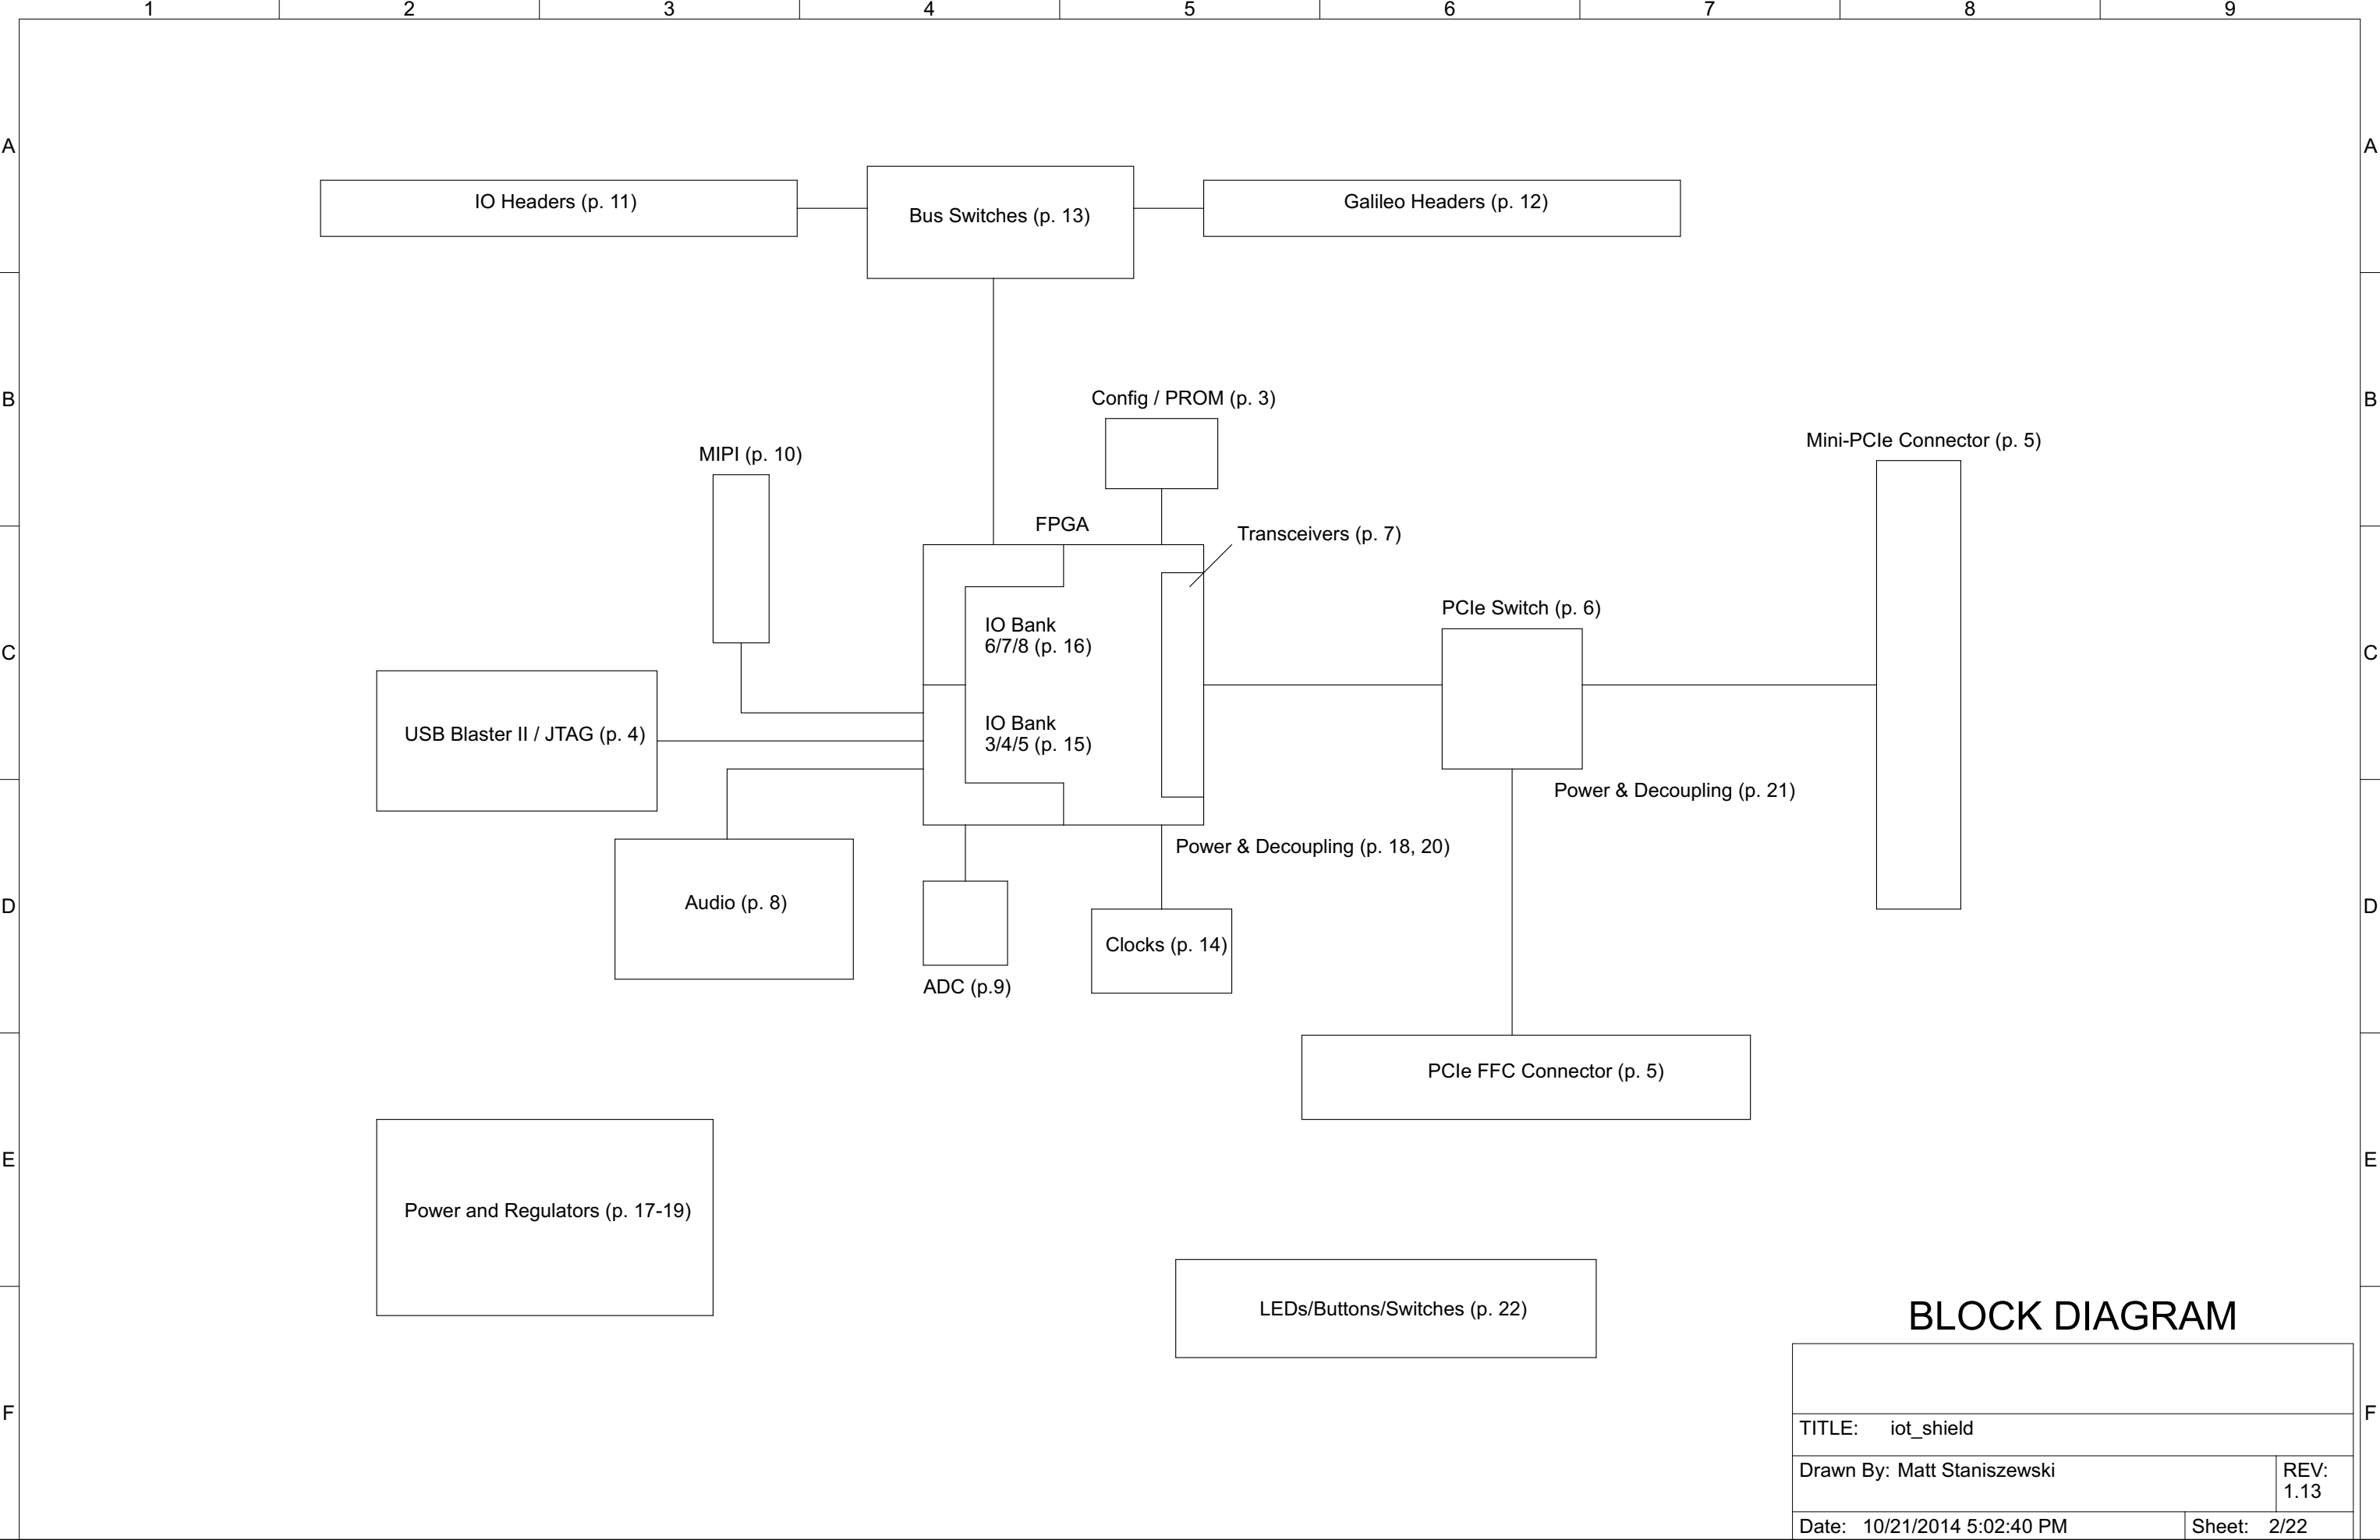 1 2 3 4 5 6 7 8 9
A A
IO Headers (p. 11)
Bus Switches (p. 13)
Galileo Headers (p. 12)
B B
Config / PROM (p. 3)
MIPI (p. 10)
Mini-PCIe Connector (p. 5)
FPGA
Transceivers (p. 7)
PCIe Switch (p. 6)
IO Bank
6/7/8 (p. 16)
C C
IO Bank
3/4/5 (p. 15)
USB Blaster II / JTAG (p. 4)
Power & Decoupling (p. 21)
Power & Decoupling (p. 18, 20)
D D
Audio (p. 8)
Clocks (p. 14)
ADC (p.9)
PCIe FFC Connector (p. 5)
E E
Power and Regulators (p. 17-19)
LEDs/Buttons/Switches (p. 22)
BLOCK DIAGRAM
F F
TITLE: iot_shield
Drawn By: Matt Staniszewski
REV:
1.13
Date: 10/21/2014 5:02:40 PM
Sheet: 2/22